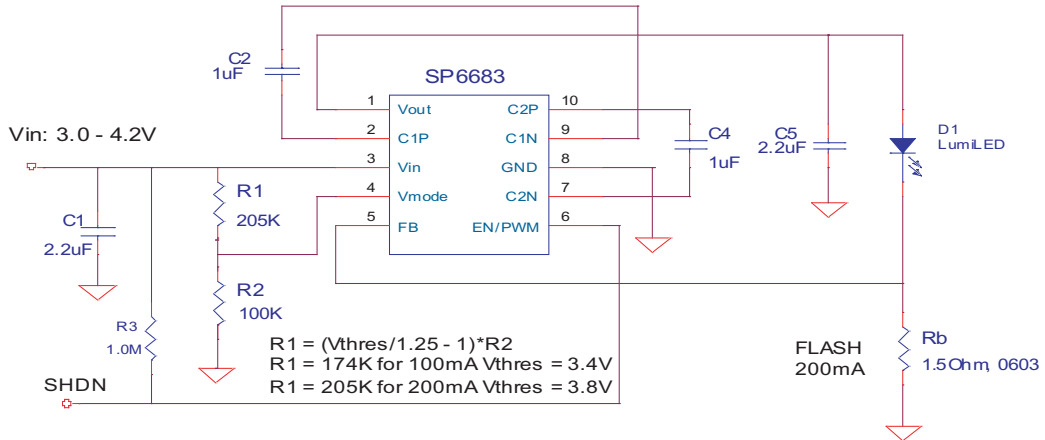 C2
1uF
SP6683
1
Vout
C2P
10
2
C1P
C1N
9
3
Vin
GND
8
4
Vmode
C2N
7
5
FB
EN/PWM
6
Vin: 3.0 - 4.2V
C4
1uF
C5
2.2uF
D1
LumiLED
R1
205K
C1
2.2uF
R2
100K
R3
1.0M
R1 = (Vthres/1.25 - 1)*R2
R1 = 174K for 100mA Vthres = 3.4V
R1 = 205K for 200mA Vthres = 3.8V
FLASH
200mA
Rb
1.5Ohm, 0603
SHDN